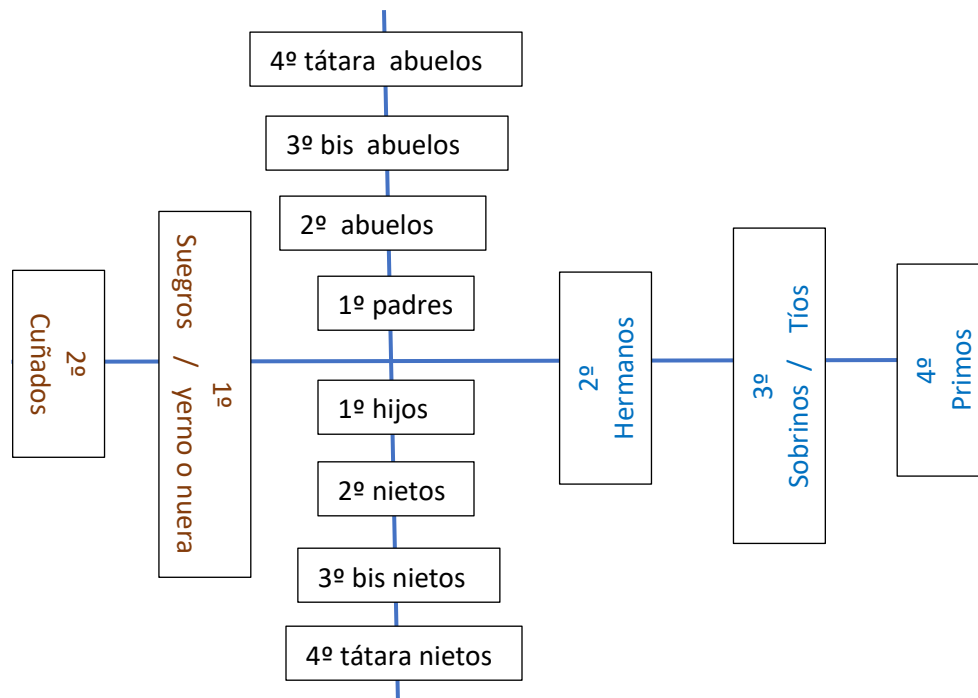 4º tátara  abuelos
3º bis  abuelos
2º  abuelos
1º padres
1º hijos
2º nietos
3º bis nietos
4º tátara nietos
2º
Cuñados
1º
Suegros  /  yerno o nuera
2º
Hermanos
3º
Sobrinos  /  Tíos
4º
Primos